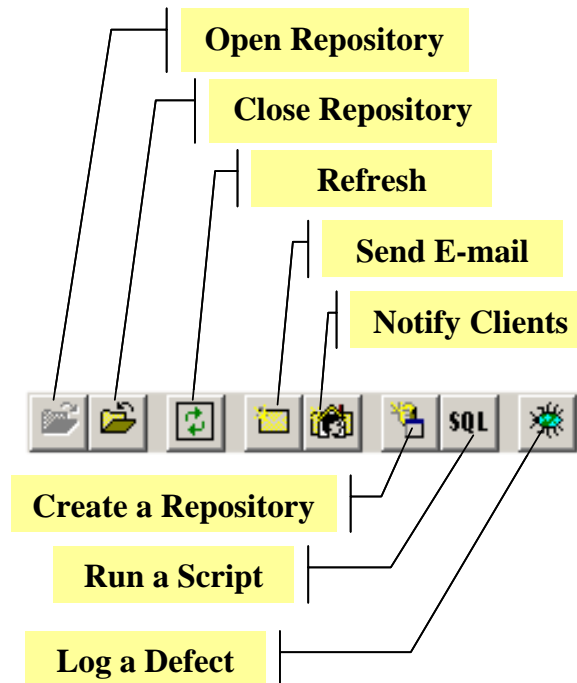 Open Repository
Close Repository
Refresh
Send E-mail
Notify Clients
SQL
Create a Repository
Run a Script
Log a Defect